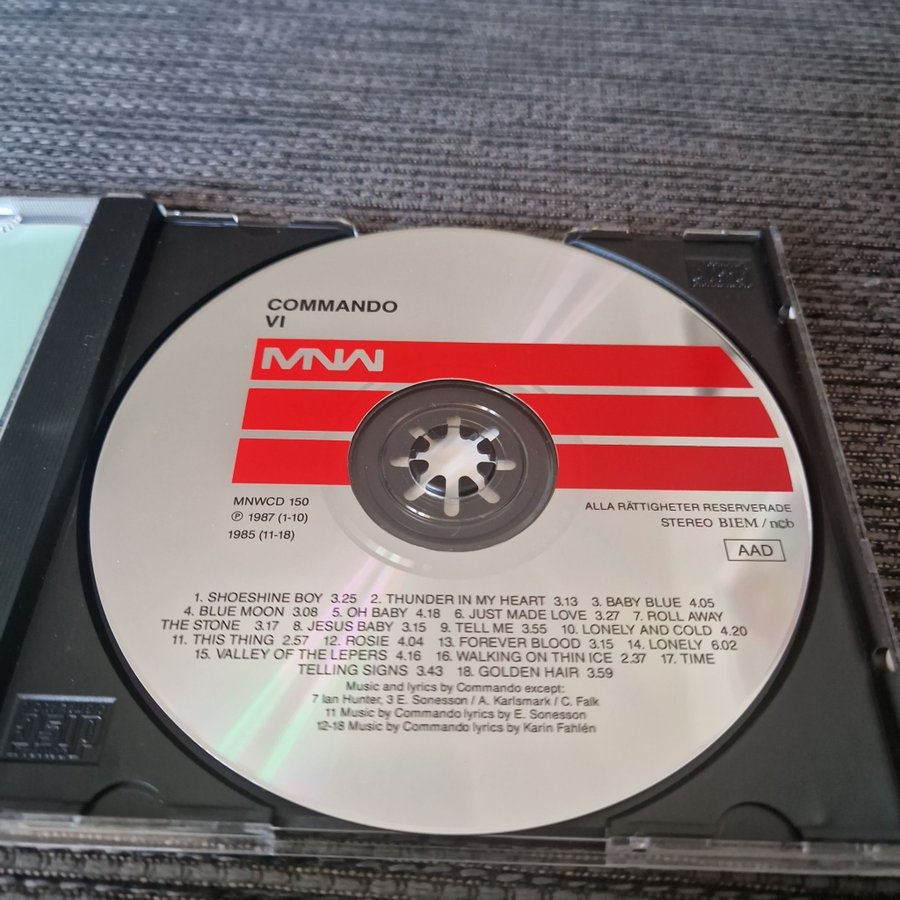 COMMANDO
VI
MNW
MNWCD 150
℗ 1987 (1-10)
1985 (11-18)
ALLA RÄTTIGHETER RESERVERADE
STEREO BIEM / ncb
AAD
1. SHOESHINE BOY 3.25 2. THUNDER IN MY HEART 3.13 3. BABY BLUE 4.05
4. BLUE MOON 3.08 5. OH BABY 4.18 6. JUST MADE LOVE 3.27 7. ROLL AWAY
THE STONE 3.17 8. JESUS BABY 3.15 9. TELL ME 3.55 10. LONELY AND COLD 4.20
11. THIS THING 2.57 12. ROSIE 4.04 13. FOREVER BLOOD 3.15 14. LONELY 6.02
15. VALLEY OF THE LEPERS 4.16 16. WALKING ON THIN ICE 2.37 17. TIME
TELLING SIGNS 3.43 18. GOLDEN HAIR 3.59
Music and lyrics by Commando except:
7 Ian Hunter, 3 E. Sonesson / A. Karlsmark / C. Falk
11 Music by Commando lyrics by E. Sonesson
12-18 Music by Commando lyrics by Karin Fahlén